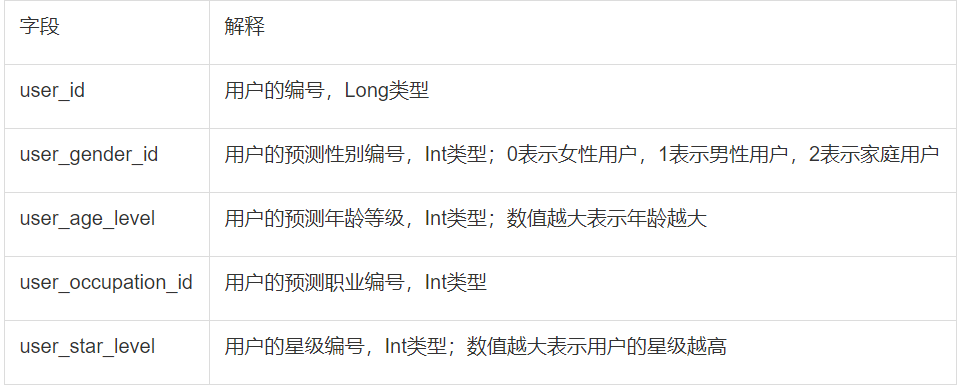 字段 解释
user_id 用户的编号，Long类型
user_gender_id 用户的预测性别编号，Int类型；0表示女性用户，1表示男性用户，2表示家庭用户
user_age_level 用户的预测年龄等级，Int类型；数值越大表示年龄越大
user_occupation_id 用户的预测职业编号，Int类型
user_star_level 用户的星级编号，Int类型；数值越大表示用户的星级越高